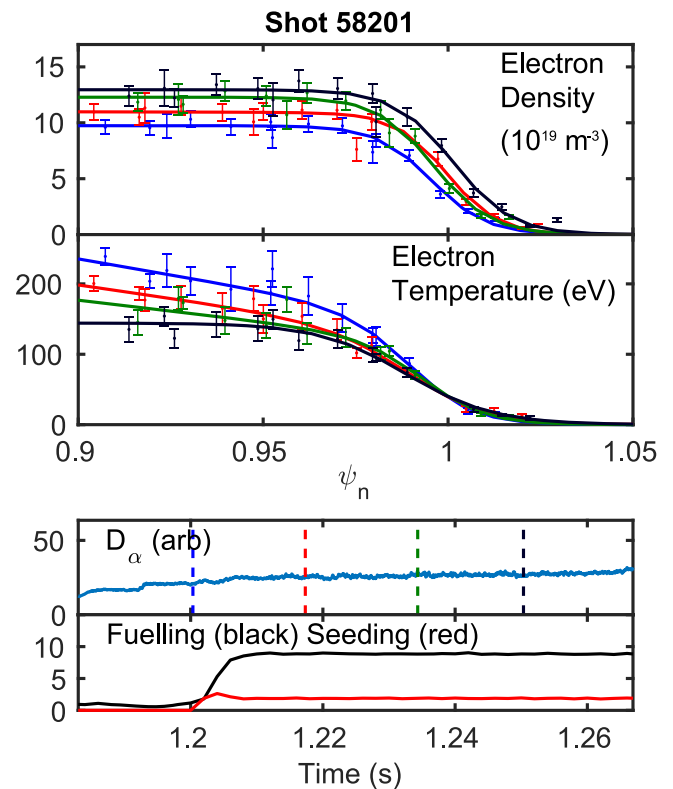 Shot 58201
15
10
5
0
Electron
Density
(10¹⁹ m⁻³)
200
100
0
Electron
Temperature (eV)
0.9 0.95 1 1.05
ψₙ
50
0
D_α (arb)
10
5
0
Fuelling (black) Seeding (red)
1.2 1.22 1.24 1.26
Time (s)